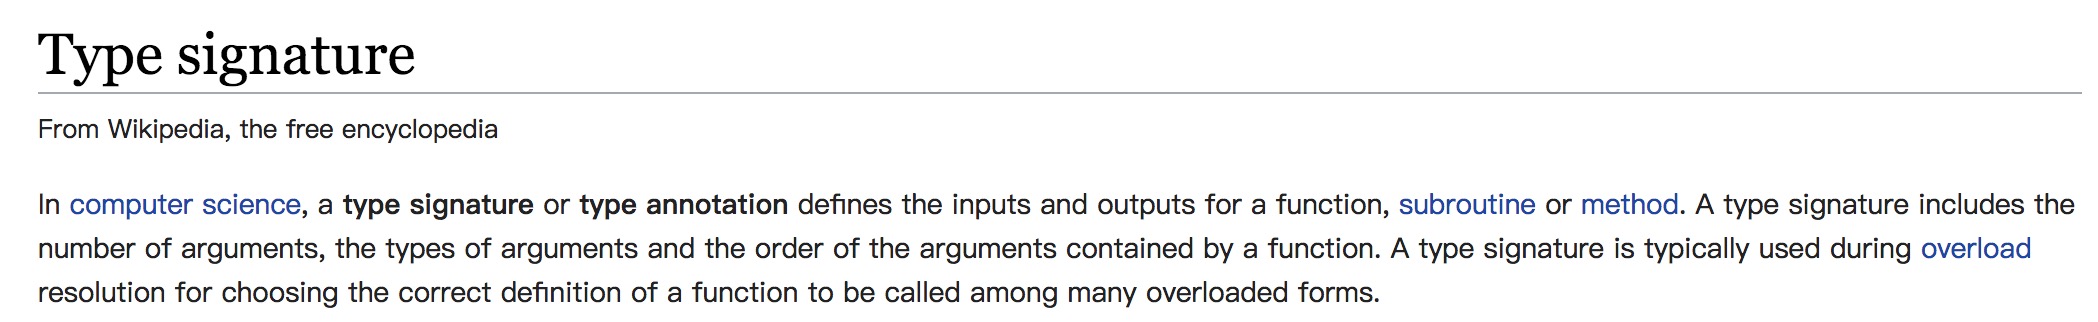 Type signature
From Wikipedia, the free encyclopedia
In computer science, a type signature or type annotation defines the inputs and outputs for a function, subroutine or method. A type signature includes the
number of arguments, the types of arguments and the order of the arguments contained by a function. A type signature is typically used during overload
resolution for choosing the correct definition of a function to be called among many overloaded forms.